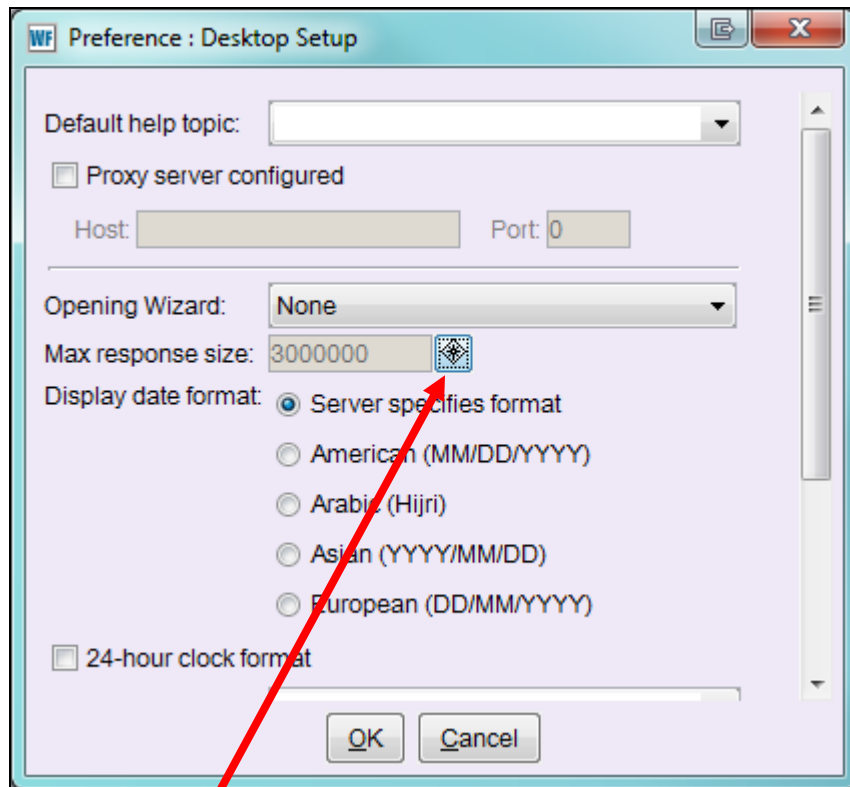 WF Preference : Desktop Setup
Default help topic:
Proxy server configured
Host: Port: 0
Opening Wizard: None
Max response size: 3000000
Display date format: Server specifies format
American (MM/DD/YYYY)
Arabic (Hijri)
Asian (YYYY/MM/DD)
European (DD/MM/YYYY)
24-hour clock format
OK Cancel